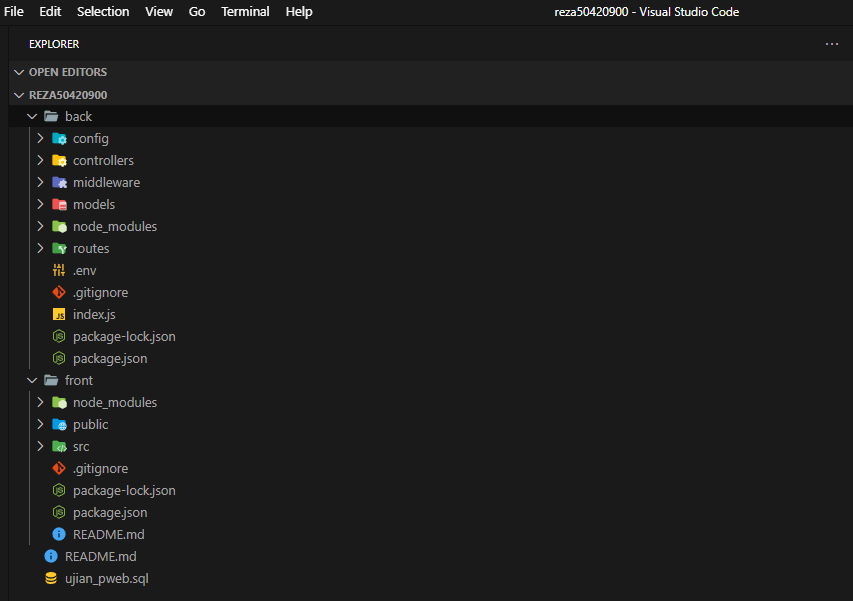 File Edit Selection View Go Terminal Help reza50420900 - Visual Studio Code
EXPLORER
OPEN EDITORS
REZA50420900
back
config
controllers
middleware
models
node_modules
routes
.env
.gitignore
index.js
package-lock.json
package.json
front
node_modules
public
src
.gitignore
package-lock.json
package.json
README.md
README.md
ujian_pweb.sql